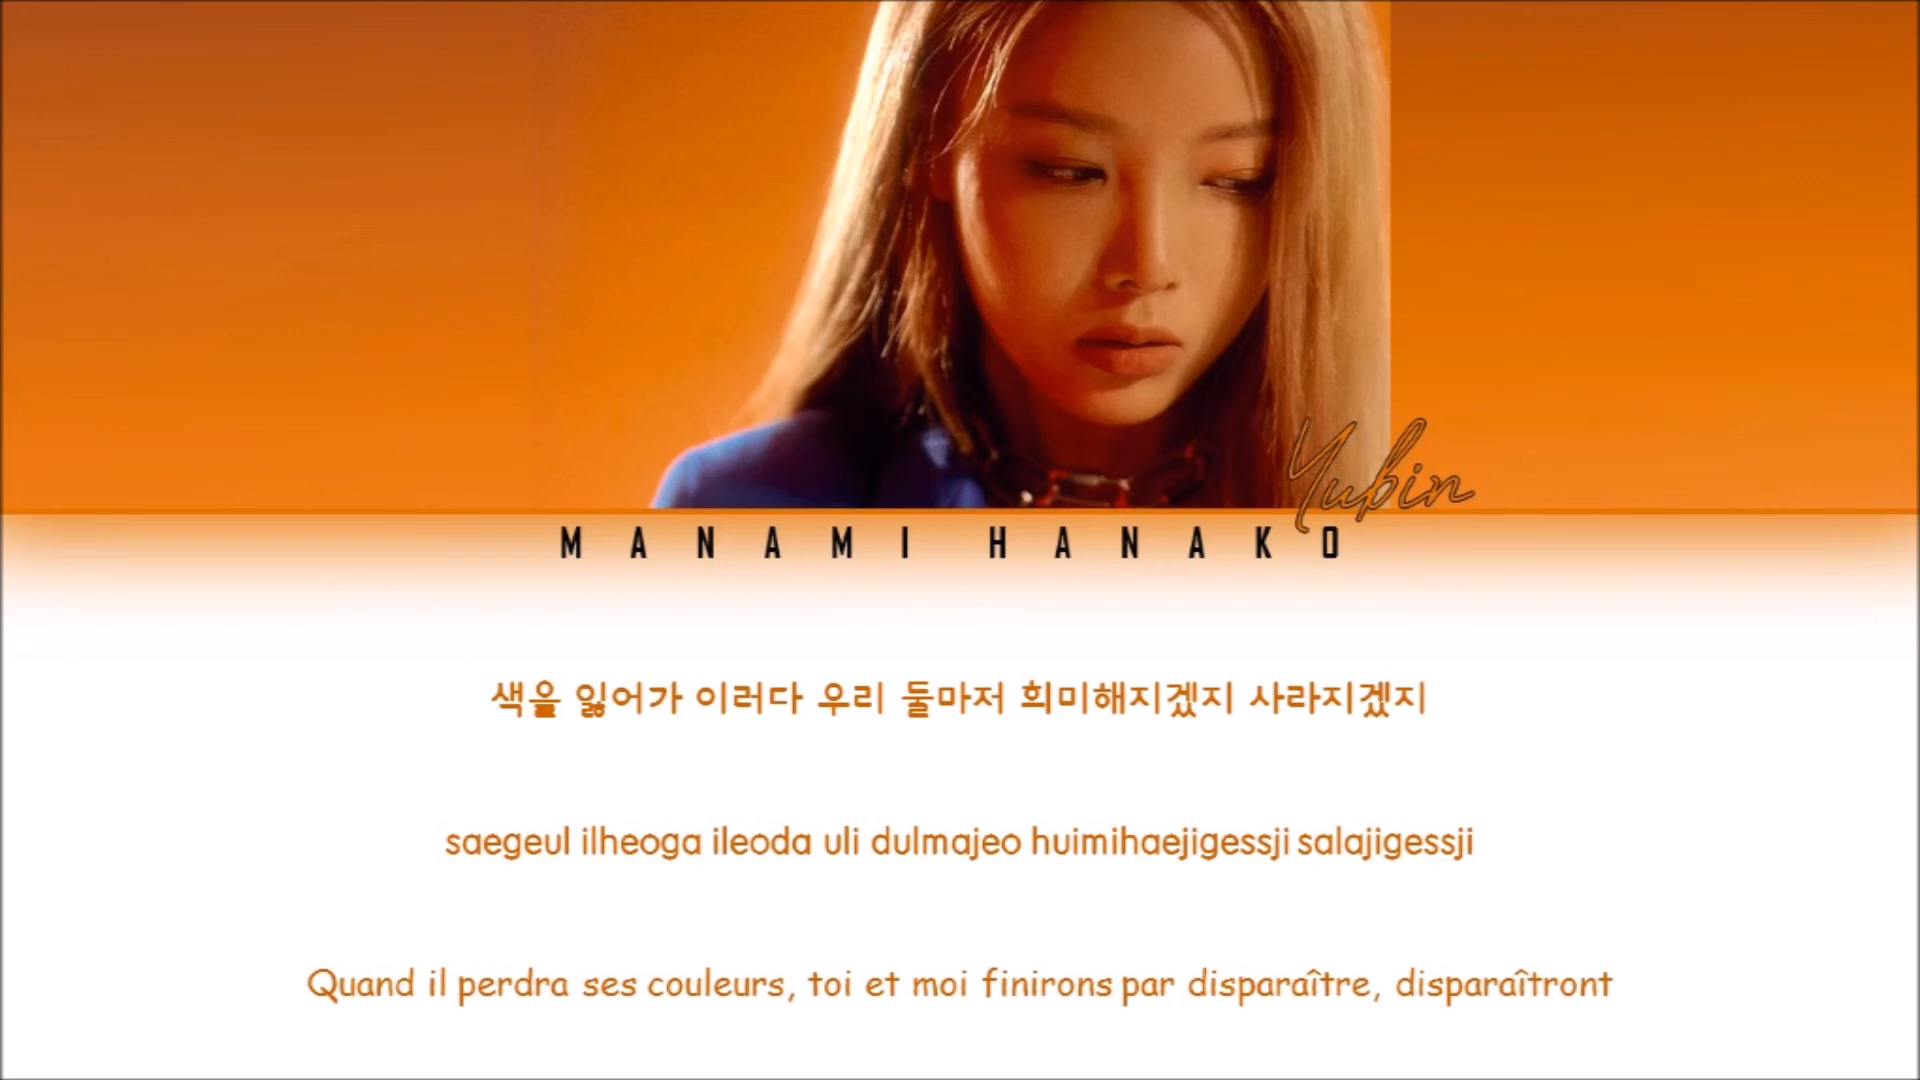 Yubin
MANAMI HANAKO
색을 잃어가 이러다 우리 둘마저 희미해지겠지 사라지겠지
saegeul ilheoga ileoda uli dulmajeo huimihaejigessji salajigessji
Quand il perdra ses couleurs, toi et moi finirons par disparaître, disparaîtront